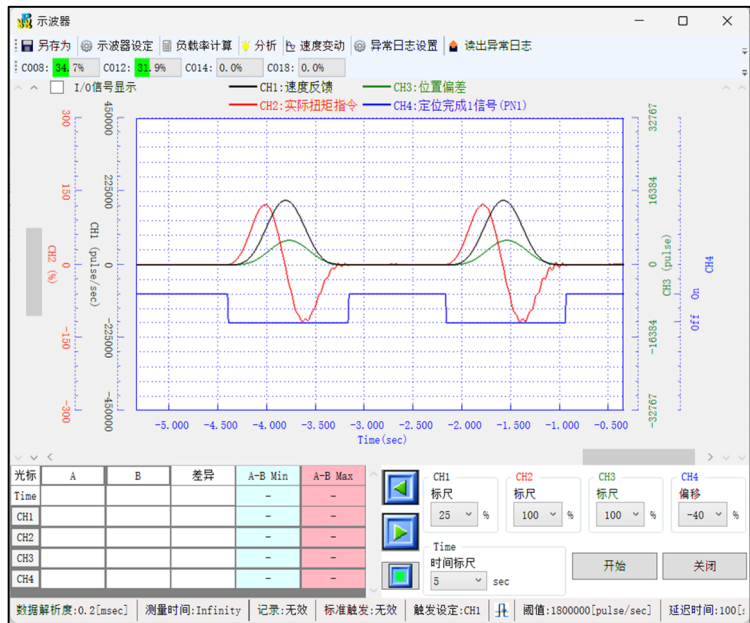 示波器
另存为 示波器设定 负载率计算 分析 速度变动 异常日志设置 读出异常日志
C008: 34.7% C012: 31.9% C014: 0.0% C018: 0.0%
I/O信号显示
CH1:速度反馈 CH3:位置偏差
CH2:实际扭矩指令 CH4:定位完成1信号(PN1)
300 150 0 -150 -300
CH2 (%)
450000 225000 0 -225000 -450000
CH1 (pulse/sec)
32767 16384 0 -16384 -32767
CH3 (pulse)
Off On
CH4
-5.000 -4.500 -4.000 -3.500 -3.000 -2.500 -2.000 -1.500 -1.000 -0.500
Time(sec)
光标 A B 差异 A-B Min A-B Max
Time - -
CH1 - -
CH2 - -
CH3 - -
CH4 - -
CH1 CH2 CH3 CH4
标尺 标尺 标尺 偏移
25 % 100 % 100 % -40 %
Time
时间标尺
5 sec
开始 关闭
数据解析度:0.2[msec] 测量时间:Infinity 记录:无效 标准触发:无效 触发设定:CH1 阈值:1800000[pulse/sec] 延迟时间:100[